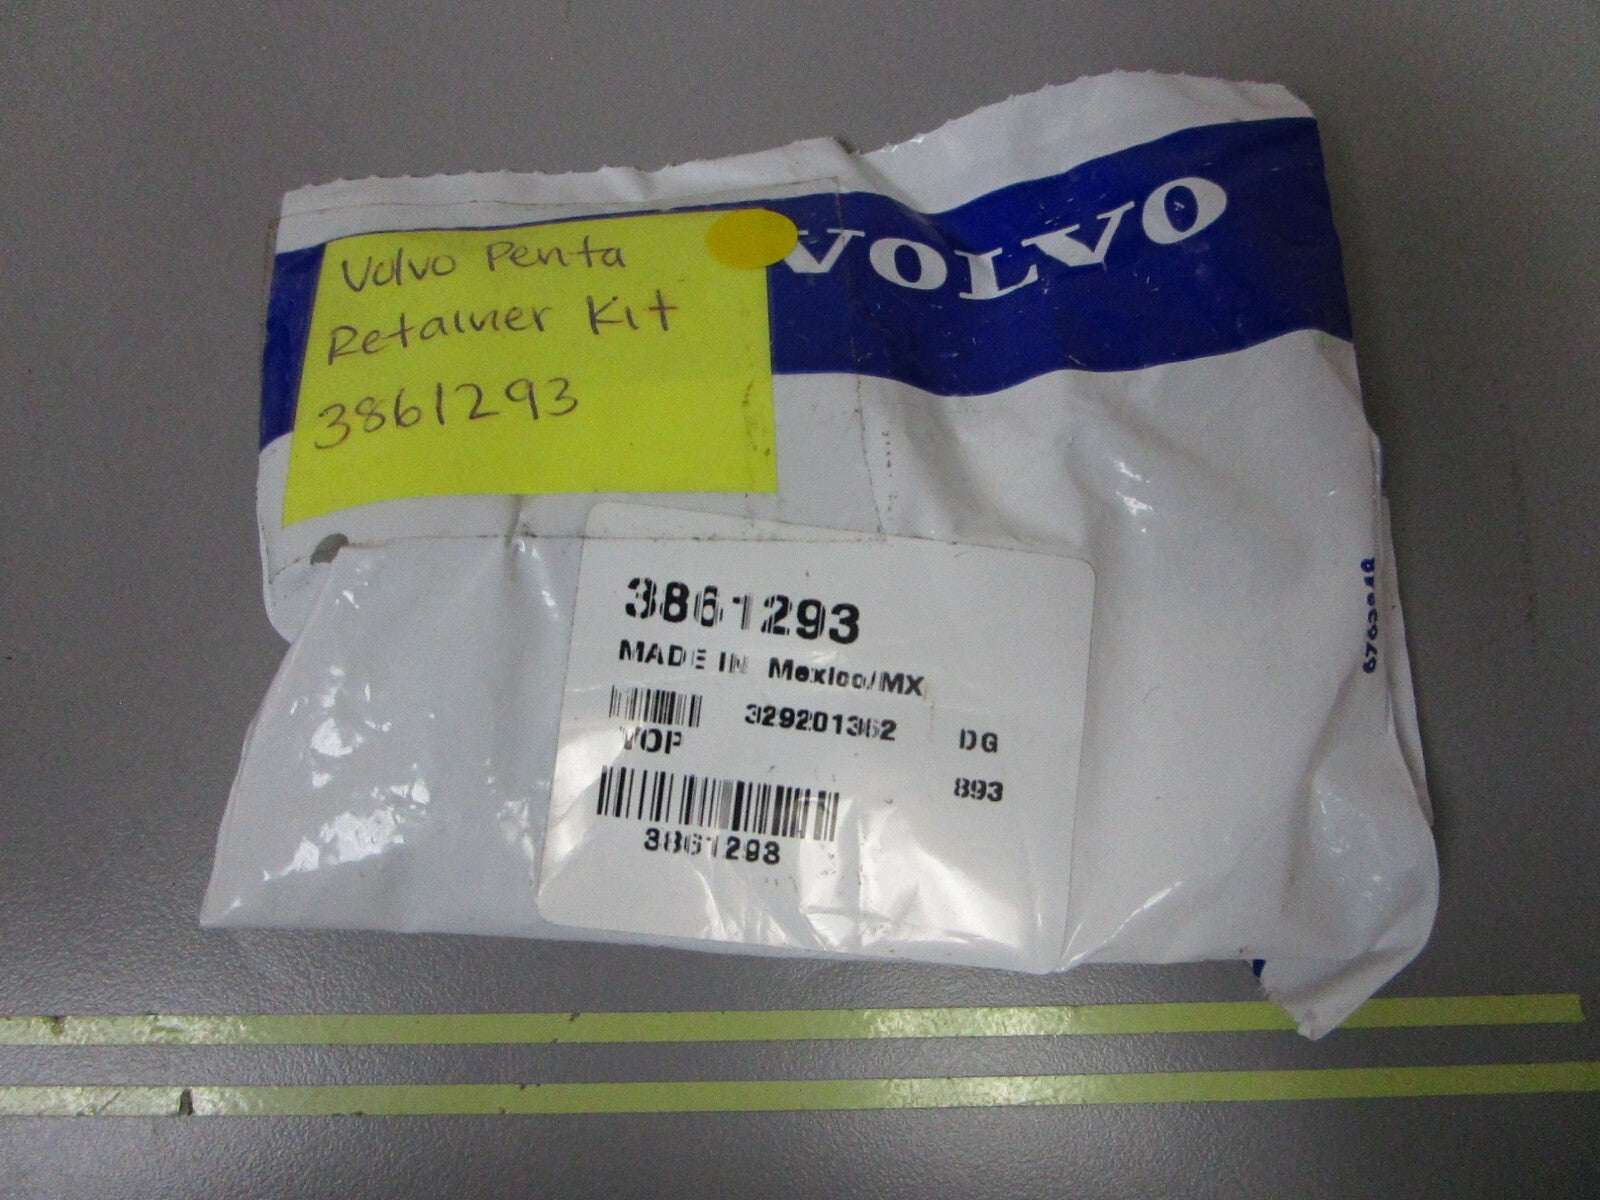 Volvo Penta
Retainer Kit
3861293
VOLVO
3861293
MADE IN Mexico/MX
329201362 DG
VOP
893
3861293